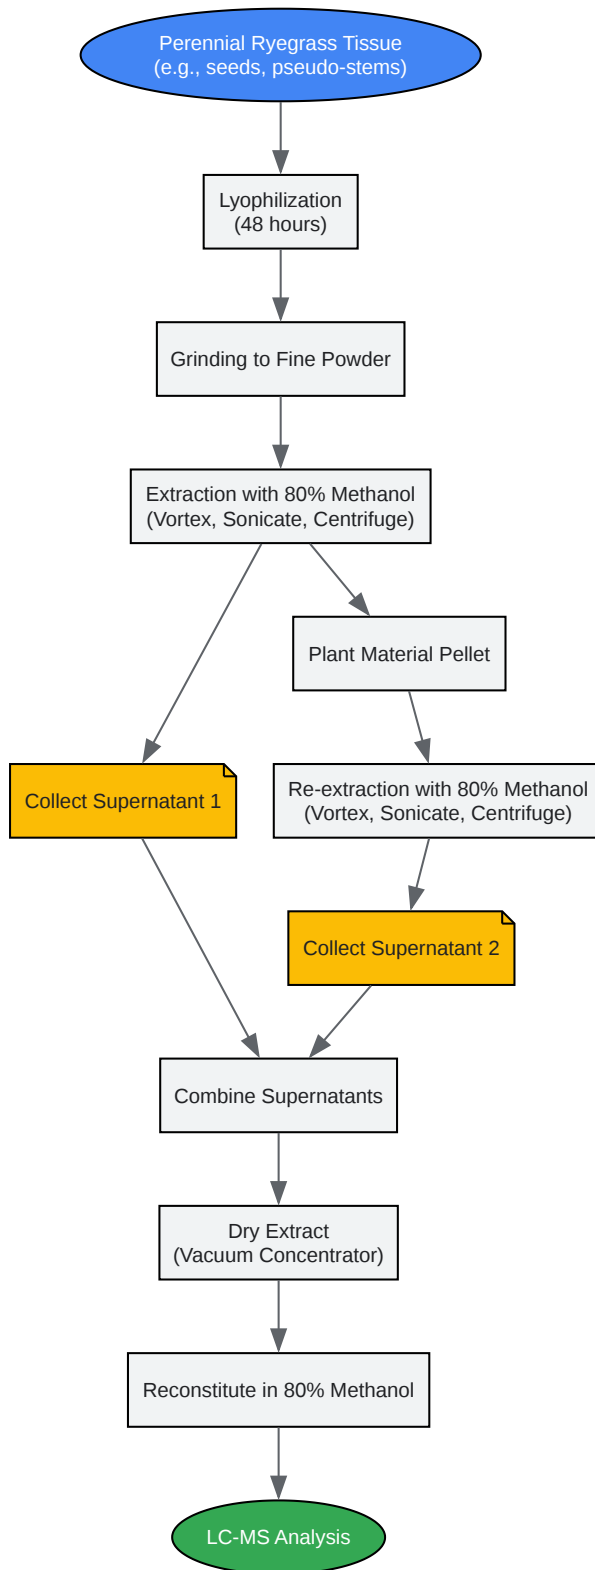 Perennial Ryegrass Tissue
(e.g., seeds, pseudo-stems)
Lyophilization
(48 hours)
Grinding to Fine Powder
Extraction with 80% Methanol
(Vortex, Sonicate, Centrifuge)
Plant Material Pellet
Collect Supernatant 1
Re-extraction with 80% Methanol
(Vortex, Sonicate, Centrifuge)
Collect Supernatant 2
Combine Supernatants
Dry Extract
(Vacuum Concentrator)
Reconstitute in 80% Methanol
LC-MS Analysis